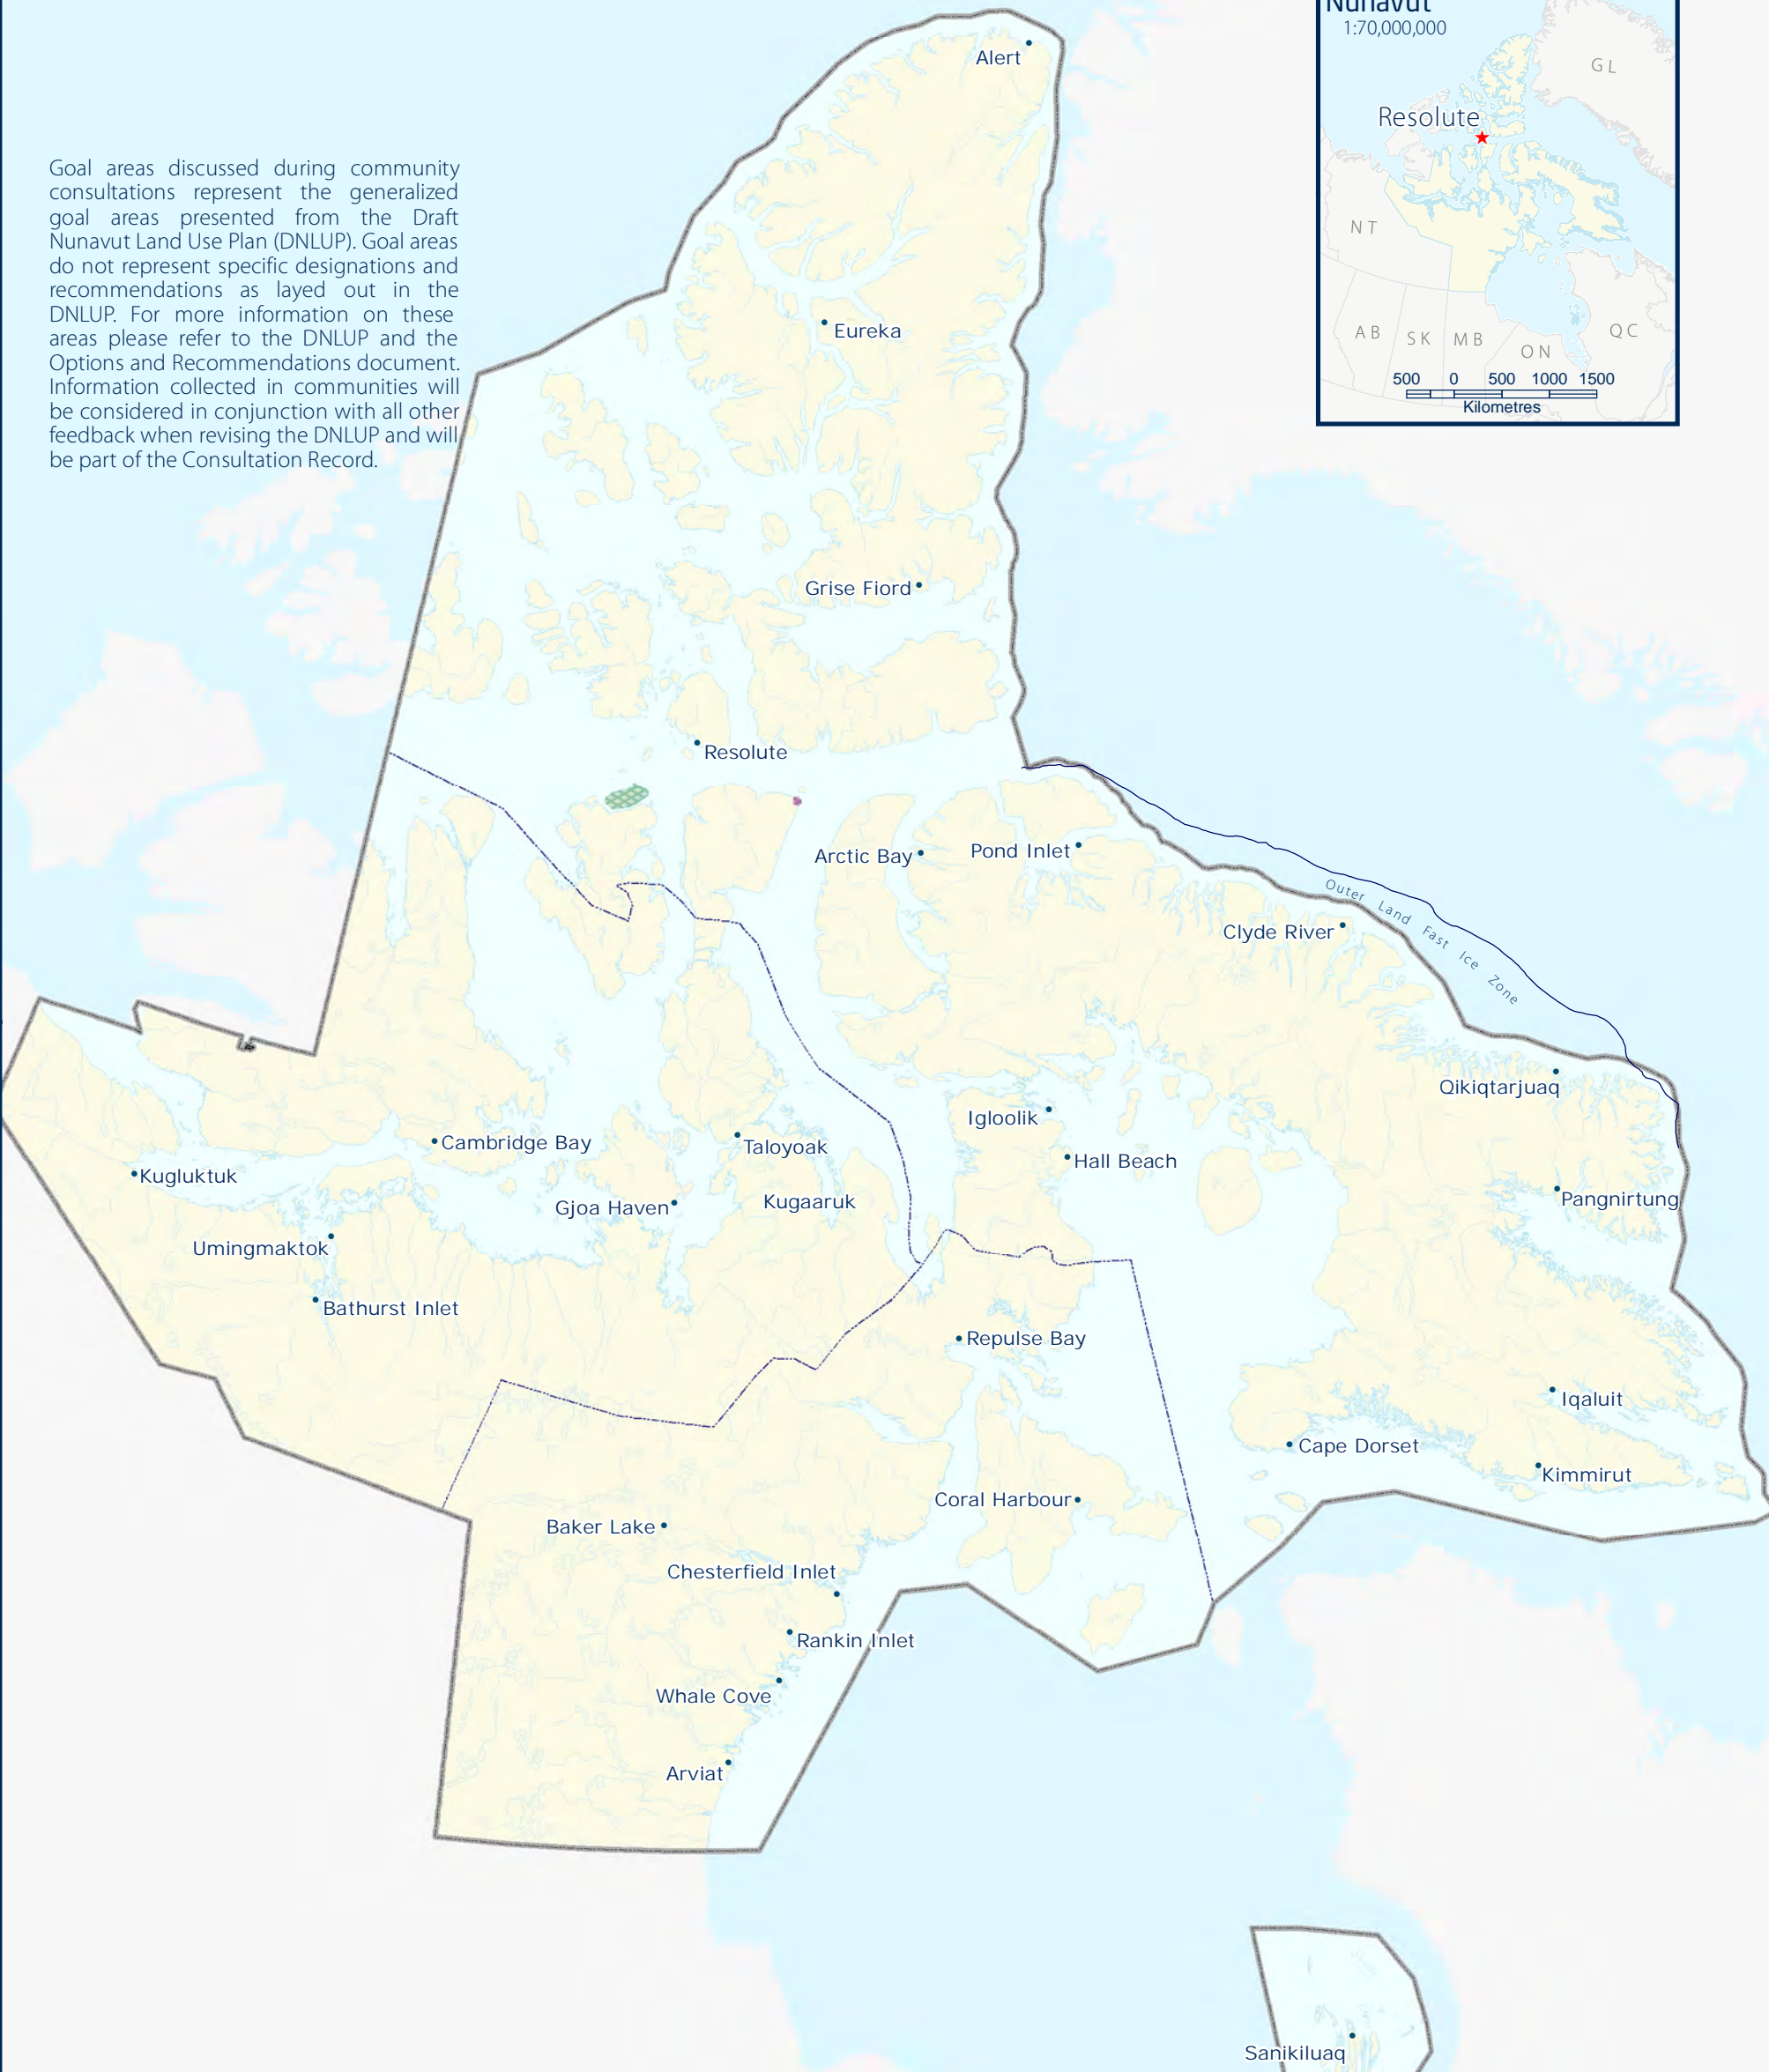 Nunavut
1:70,000,000
GL
Resolute
NT
AB
SK
MB
ON
QC
500 0 500 1000 1500
Kilometres
Goal areas discussed during community
consultations represent the generalized
goal areas presented from the Draft
Nunavut Land Use Plan (DNLUP). Goal areas
do not represent specific designations and
recommendations as layed out in the
DNLUP. For more information on these
areas please refer to the DNLUP and the
Options and Recommendations document.
Information collected in communities will
be considered in conjunction with all other
feedback when revising the DNLUP and will
be part of the Consultation Record.
Alert
Eureka
Grise Fiord
Resolute
Arctic Bay
Pond Inlet
Outer Land Fast Ice Zone
Clyde River
Qikiqtarjuaq
Igloolik
Cambridge Bay
Taloyoak
Hall Beach
Kugluktuk
Kugaaruk
Pangnirtung
Gjoa Haven
Umingmaktok
Bathurst Inlet
Repulse Bay
Iqaluit
Cape Dorset
Kimmirut
Coral Harbour
Baker Lake
Chesterfield Inlet
Rankin Inlet
Whale Cove
Arviat
Sanikiluaq